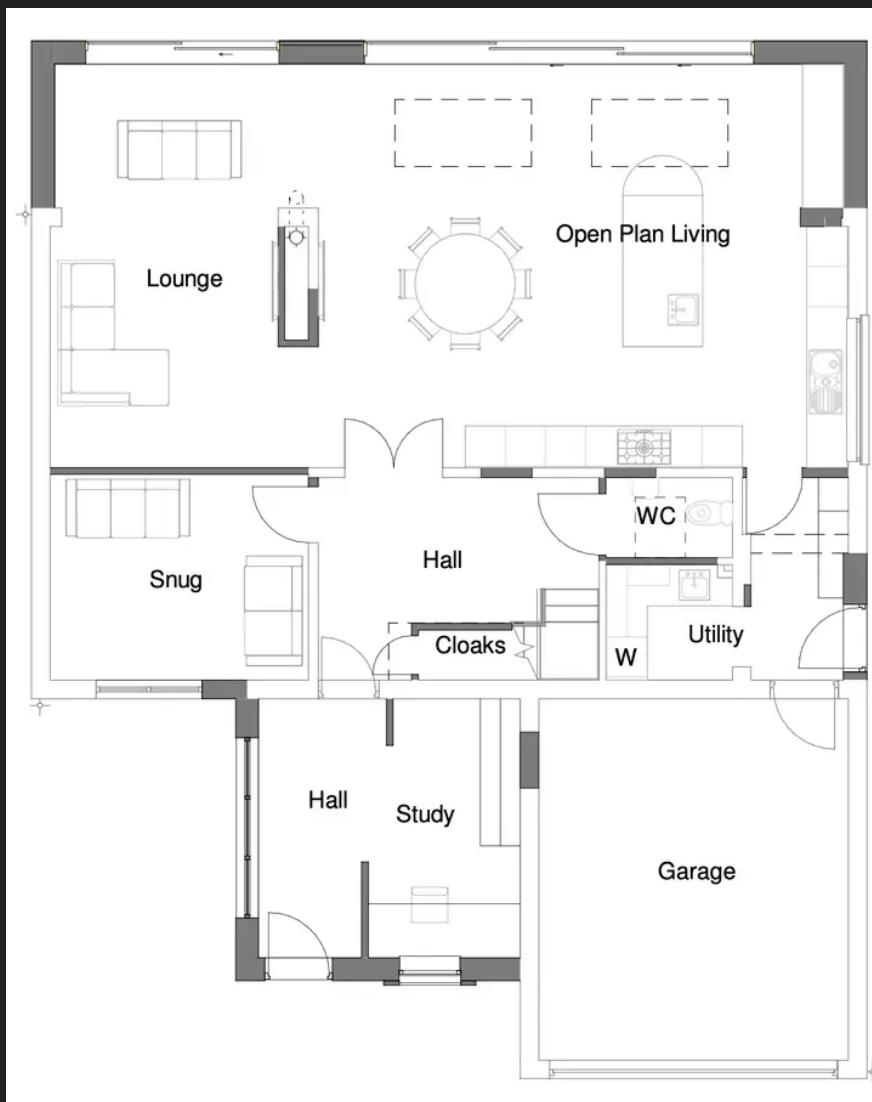 Open Plan Living
Lounge
WC
Hall
Snug
Utility
Cloaks
W
Hall
Study
Garage